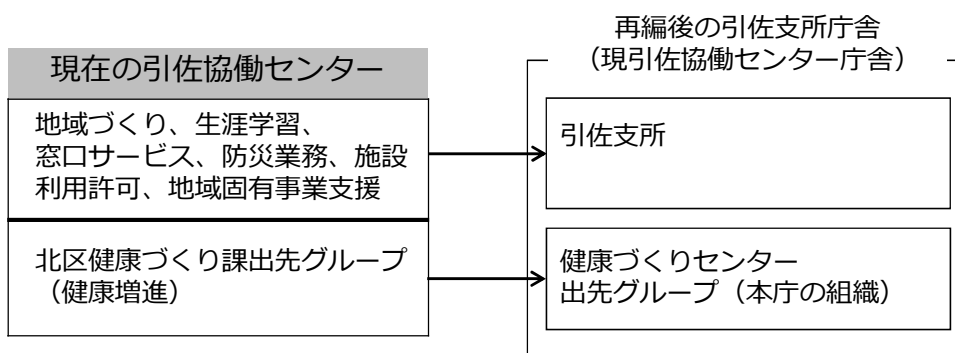 再編後の引佐支所庁舎
（現引佐協働センター庁舎）
現在の引佐協働センター
地域づくり、生涯学習、
窓口サービス、防災業務、施設
利用許可、地域固有事業支援
引佐支所
北区健康づくり課出先グループ
（健康増進）
健康づくりセンター
出先グループ（本庁の組織）